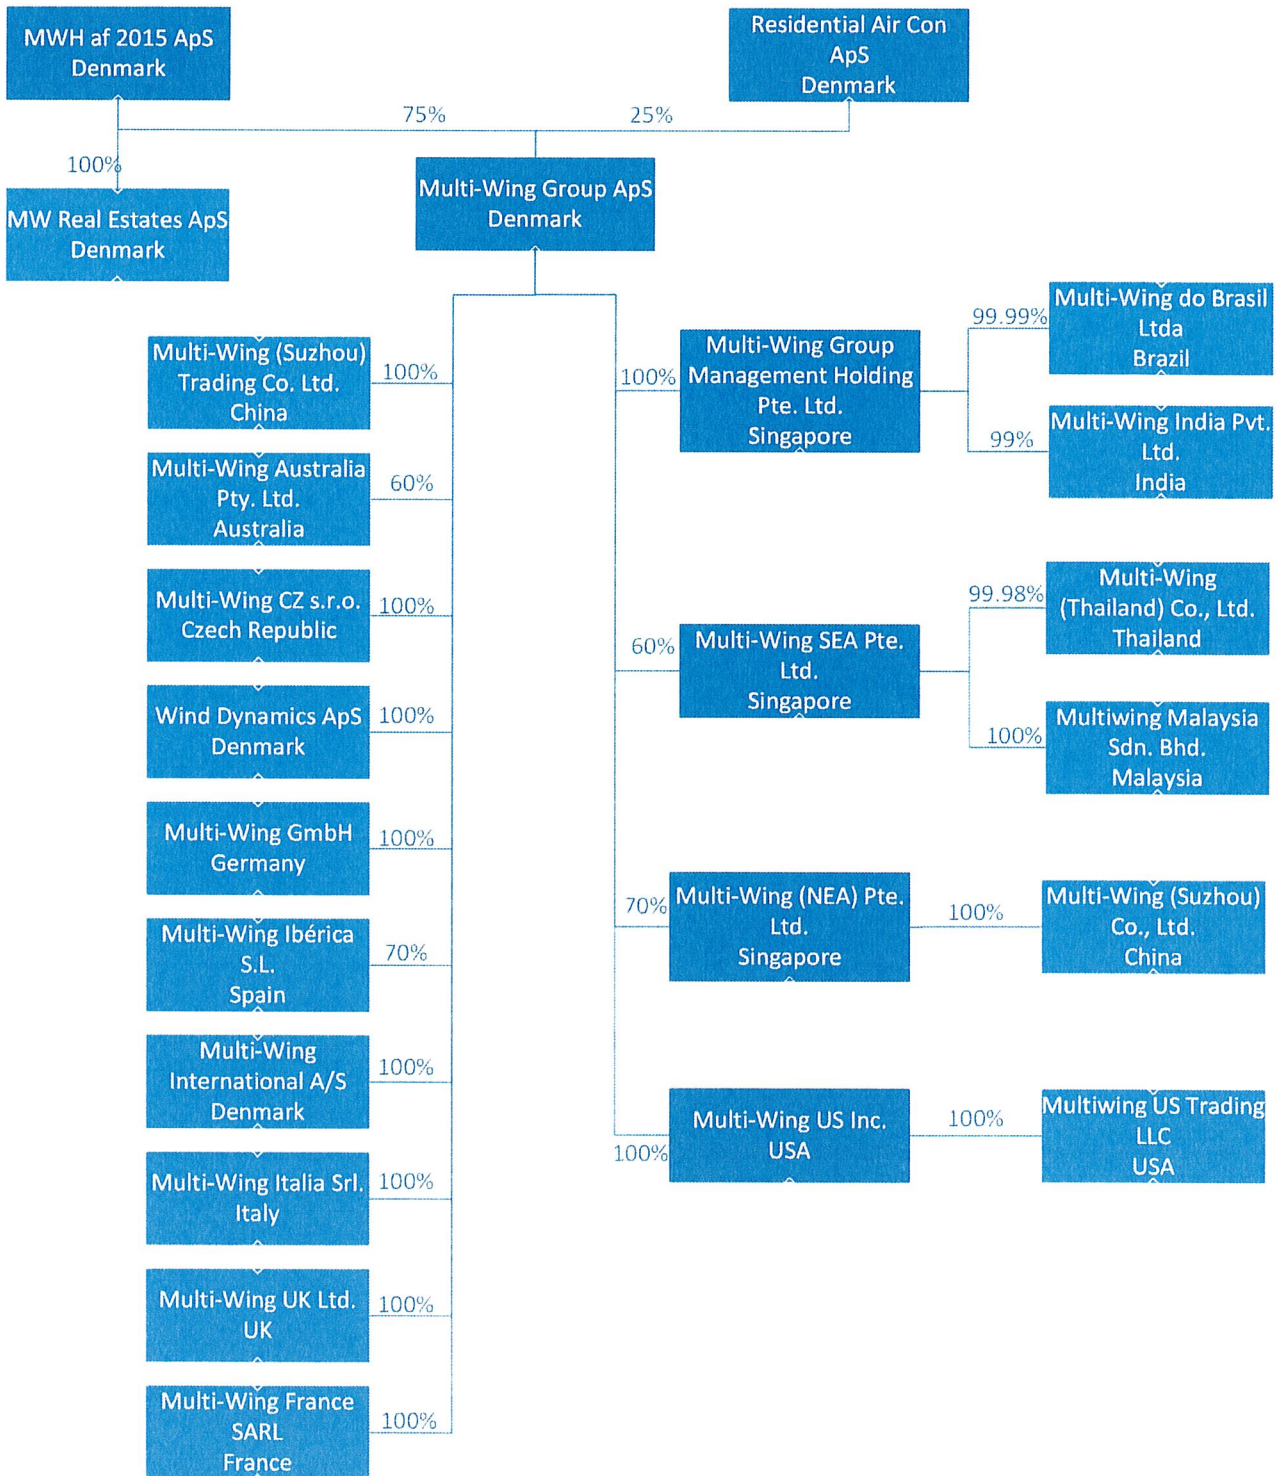 MWH af 2015 ApS
Denmark
Residential Air Con
ApS
Denmark
75%
25%
100%
MW Real Estates ApS
Denmark
Multi-Wing Group ApS
Denmark
Multi-Wing (Suzhou)
Trading Co. Ltd.
China
100%
Multi-Wing Australia
Pty. Ltd.
Australia
60%
Multi-Wing CZ s.r.o.
Czech Republic
100%
Wind Dynamics ApS
Denmark
100%
Multi-Wing GmbH
Germany
100%
Multi-Wing Ibérica
S.L.
Spain
70%
Multi-Wing
International A/S
Denmark
100%
Multi-Wing Italia Srl.
Italy
100%
Multi-Wing UK Ltd.
UK
100%
Multi-Wing France
SARL
France
100%
100%
Multi-Wing Group
Management Holding
Pte. Ltd.
Singapore
99.99%
Multi-Wing do Brasil
Ltda
Brazil
99%
Multi-Wing India Pvt.
Ltd.
India
60%
Multi-Wing SEA Pte.
Ltd.
Singapore
99.98%
Multi-Wing
(Thailand) Co., Ltd.
Thailand
100%
Multiwing Malaysia
Sdn. Bhd.
Malaysia
70%
Multi-Wing (NEA) Pte.
Ltd.
Singapore
100%
Multi-Wing (Suzhou)
Co., Ltd.
China
100%
Multi-Wing US Inc.
USA
100%
Multiwing US Trading
LLC
USA